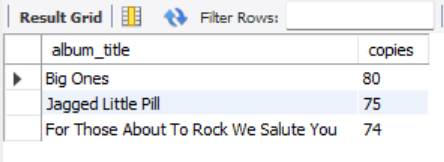 Result Grid Filter Rows:
album_title copies
Big Ones 80
Jagged Little Pill 75
For Those About To Rock We Salute You 74